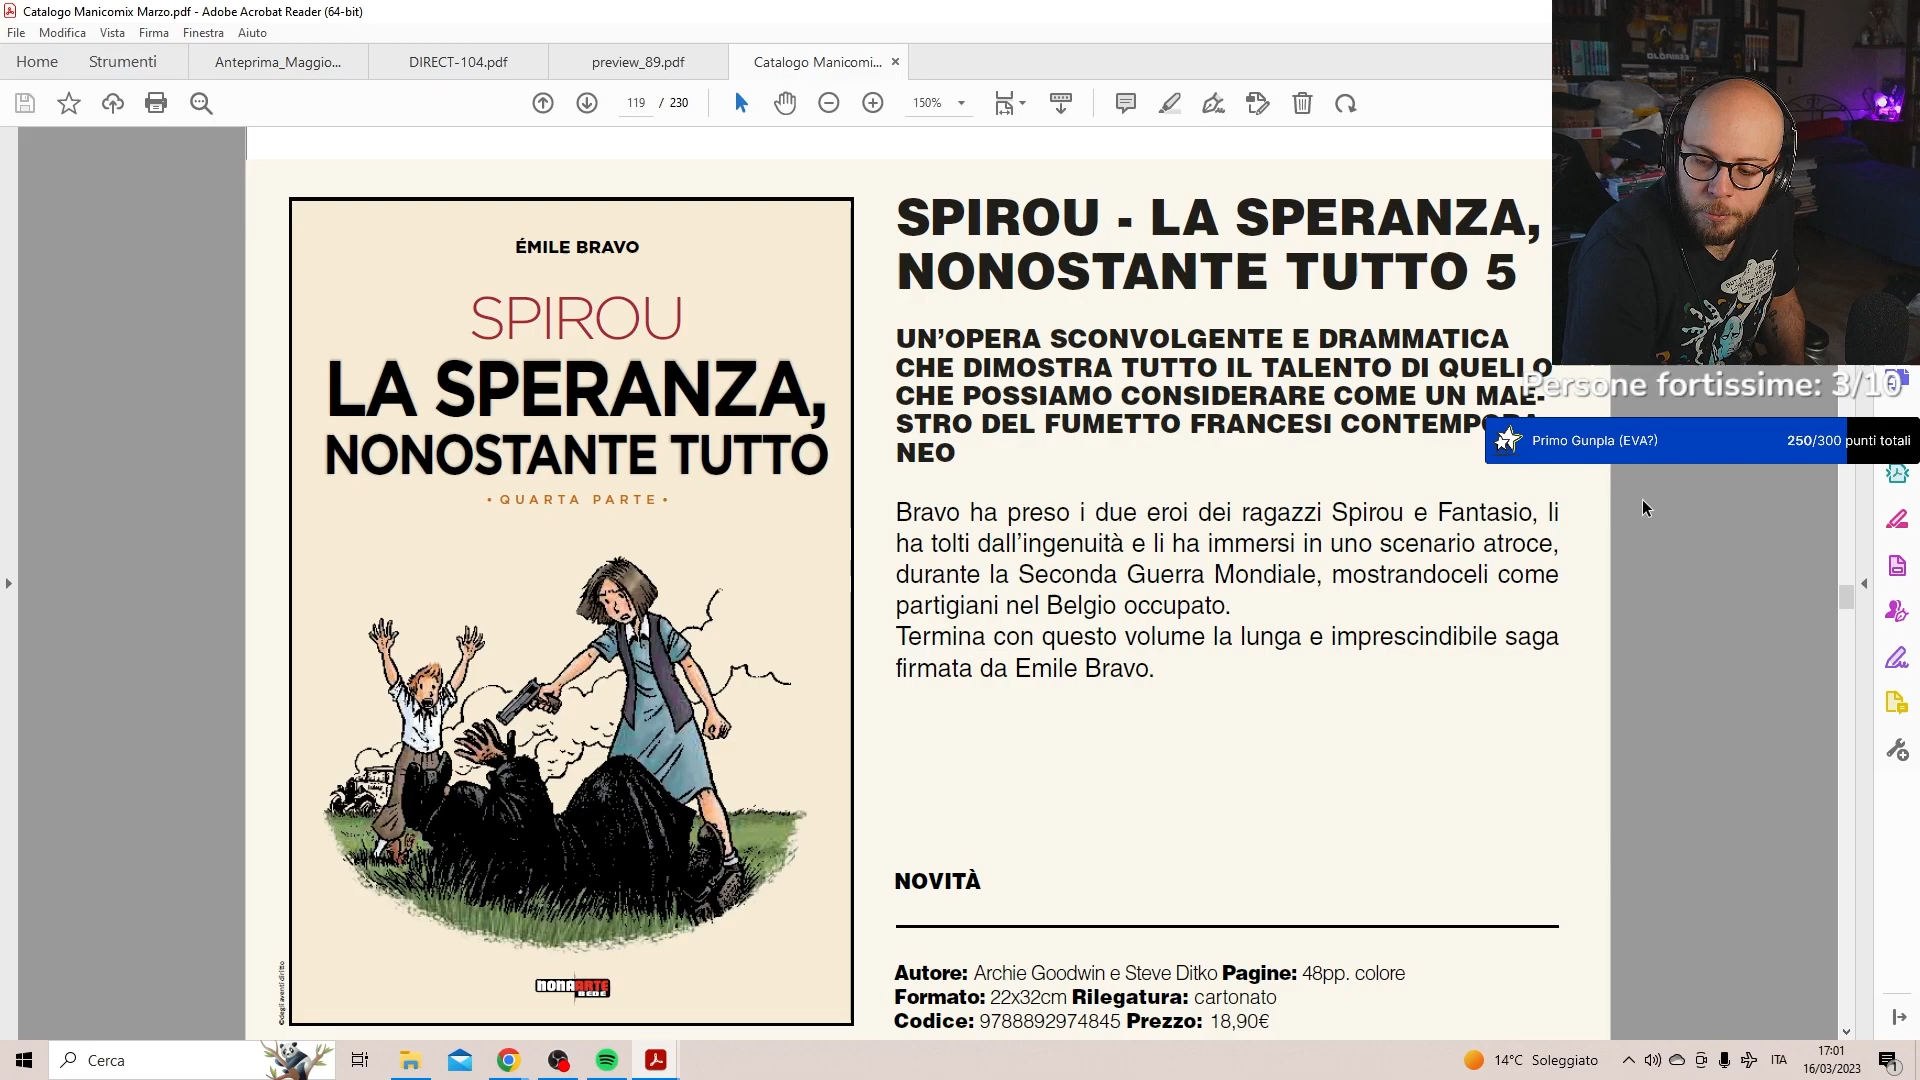 Catalogo Manicomix Marzo.pdf - Adobe Acrobat Reader (64-bit)
File Modifica Vista Firma Finestra Aiuto
Home Strumenti Anteprima_Maggio... DIRECT-104.pdf preview_89.pdf Catalogo Manicomi...
119 / 230 150%
ÉMILE BRAVO
SPIROU
LA SPERANZA,
NONOSTANTE TUTTO
• QUARTA PARTE •
NONAARTE
BEDÉ
SPIROU - LA SPERANZA,
NONOSTANTE TUTTO 5
UN'OPERA SCONVOLGENTE E DRAMMATICA
CHE DIMOSTRA TUTTO IL TALENTO DI QUELLO
CHE POSSIAMO CONSIDERARE COME UN MAE-
STRO DEL FUMETTO FRANCESI CONTEMPORA-
NEO
Bravo ha preso i due eroi dei ragazzi Spirou e Fantasio, li
ha tolti dall'ingenuità e li ha immersi in uno scenario atroce,
durante la Seconda Guerra Mondiale, mostrandoceli come
partigiani nel Belgio occupato.
Termina con questo volume la lunga e imprescindibile saga
firmata da Emile Bravo.
NOVITÀ
Autore: Archie Goodwin e Steve Ditko Pagine: 48pp. colore
Formato: 22x32cm Rilegatura: cartonato
Codice: 9788892974845 Prezzo: 18,90€
©degli aventi diritto
Persone fortissime: 3/10
Primo Gunpla (EVA?) 250/300 punti totali
Cerca
14°C Soleggiato
ITA
17:01
16/03/2023
1